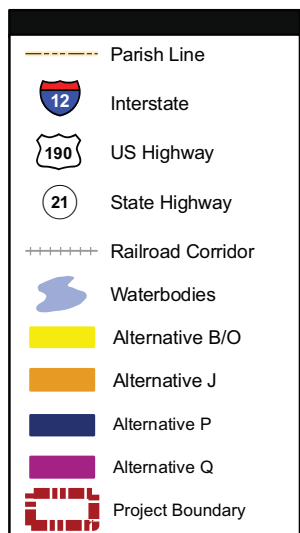 Parish Line
12 Interstate
190 US Highway
21 State Highway
Railroad Corridor
Waterbodies
Alternative B/O
Alternative J
Alternative P
Alternative Q
Project Boundary